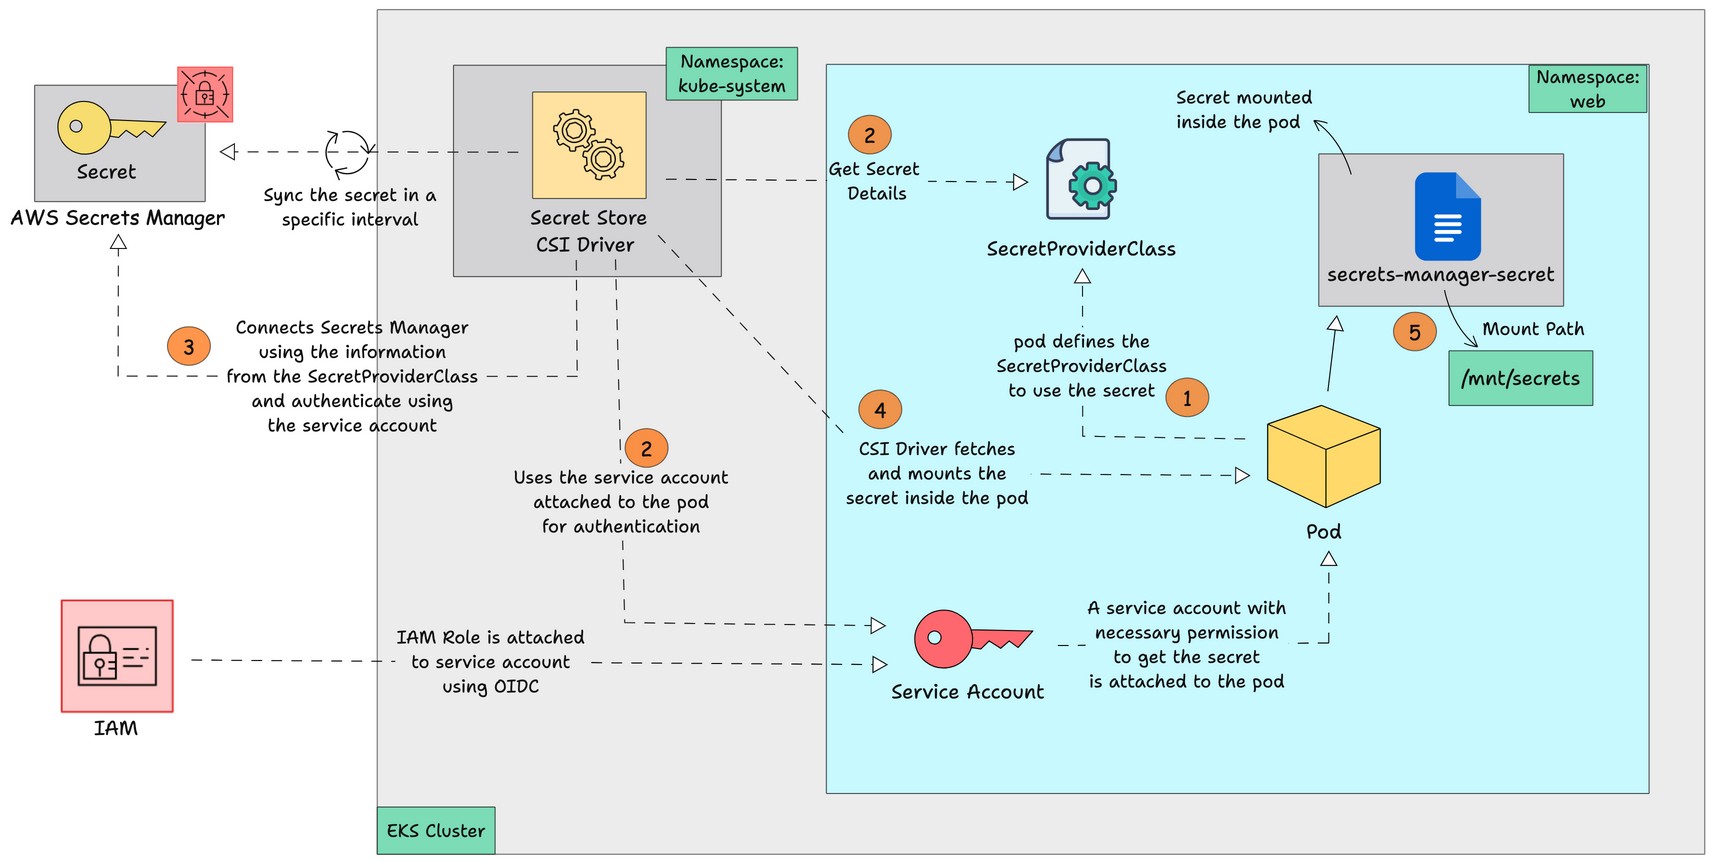 Namespace:
kube-system
Namespace:
web
Secret
AWS Secrets Manager
Sync the secret in a
specific interval
Secret Store
CSI Driver
2
Get Secret
Details
SecretProviderClass
Secret mounted
inside the pod
secrets-manager-secret
5
Mount Path
/mnt/secrets
3
Connects Secrets Manager
using the information
from the SecretProviderClass
and authenticate using
the service account
2
Uses the service account
attached to the pod
for authentication
pod defines the
SecretProviderClass
to use the secret
1
4
CSI Driver fetches
and mounts the
secret inside the pod
Pod
IAM
IAM Role is attached
to service account
using OIDC
Service Account
A service account with
necessary permission
to get the secret
is attached to the pod
EKS Cluster